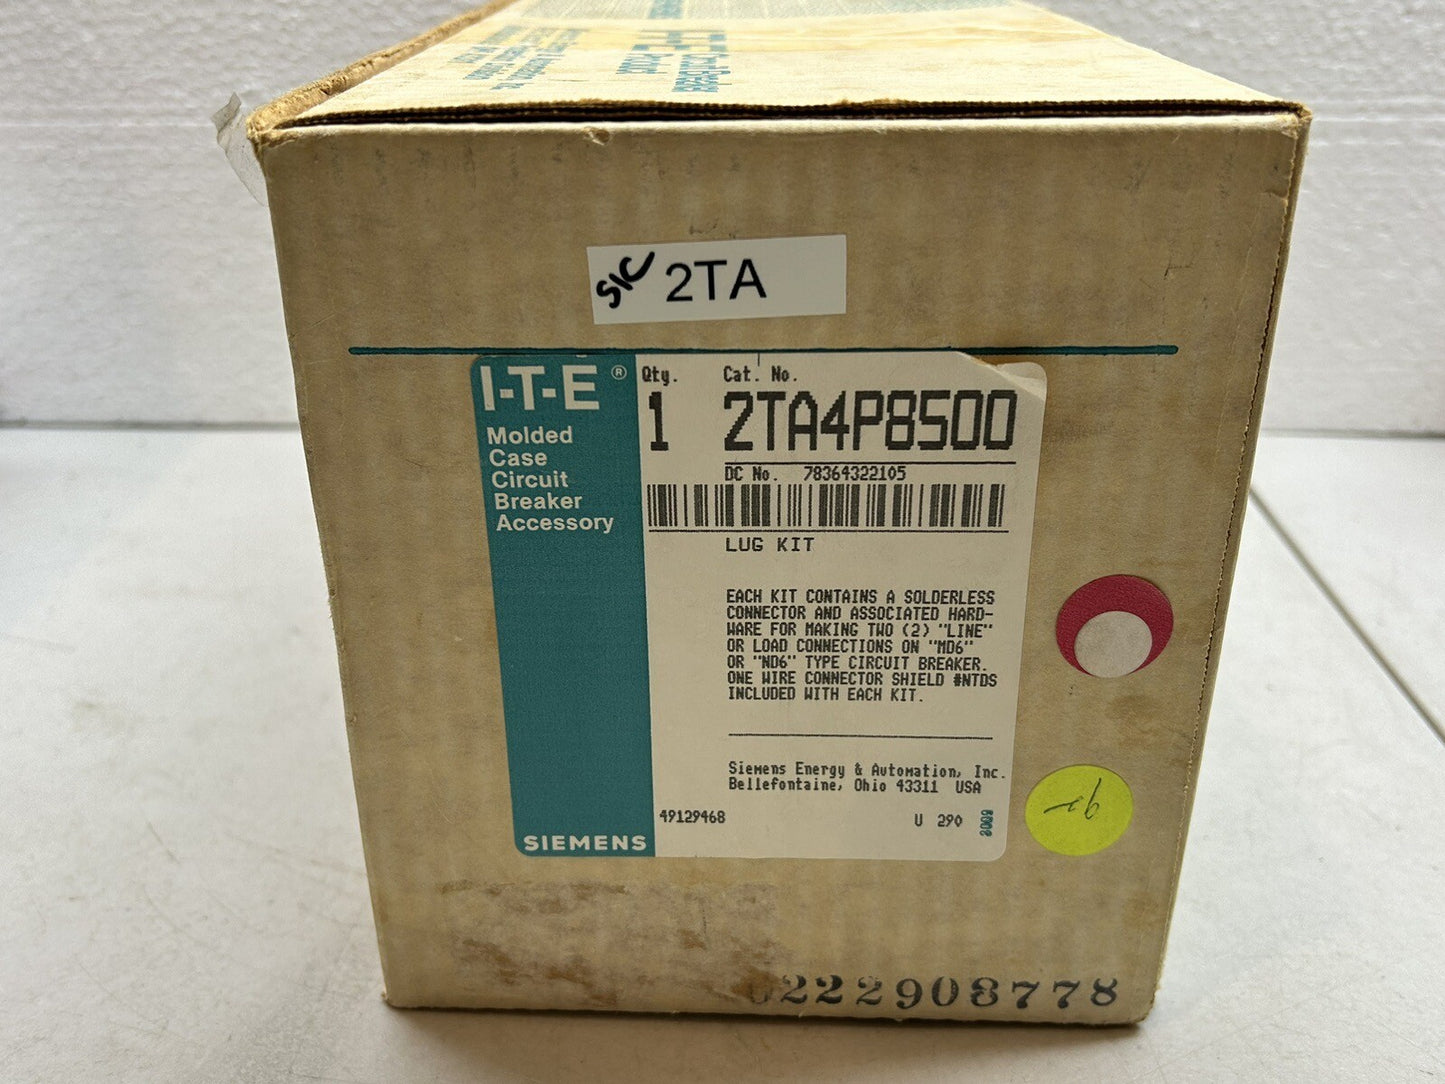 SIC 2TA
I-T-E®
Molded
Case
Circuit
Breaker
Accessory
SIEMENS
Qty. Cat. No.
1 2TA4P8500
DC No. 78364322105
LUG KIT
EACH KIT CONTAINS A SOLDERLESS
CONNECTOR AND ASSOCIATED HARD-
WARE FOR MAKING TWO (2) "LINE"
OR LOAD CONNECTIONS ON "MD6"
OR "ND6" TYPE CIRCUIT BREAKER.
ONE WIRE CONNECTOR SHIELD #NTDS
INCLUDED WITH EACH KIT.
Siemens Energy & Automation, Inc.
Bellefontaine, Ohio 43311 USA
49129468 U 290
222908778